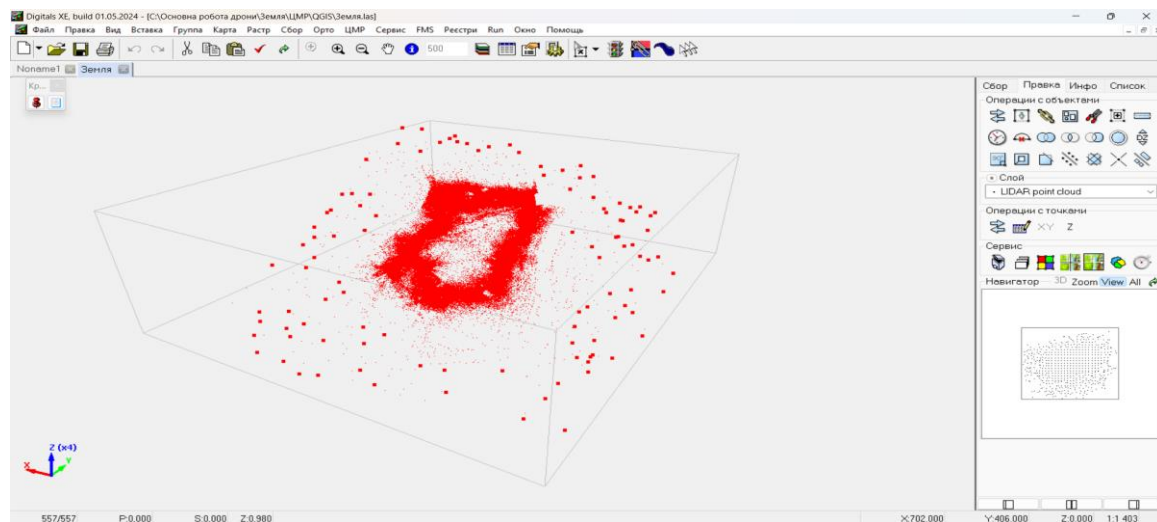 Digitals XE, build 01.05.2024 - [C:\Основна робота дрони\Земля\ЦМР\QGIS\Земля.las]
Файл Правка Вид Вставка Группа Карта Растр Сбор Орто ЦМР Сервис FMS Реєстри Run Окно Помощь
500
Noname1 Земля
Кр...
Сбор Правка Инфо Список
Операции с объектами
Слой
LIDAR point cloud
Операции с точками
XY Z
Сервис
Навигатор 3D Zoom View All
Z (x4)
X Y
557/557 P:0.000 S:0.000 Z:0.980 X:702.000 Y:406.000 Z:0.000 1:1 403